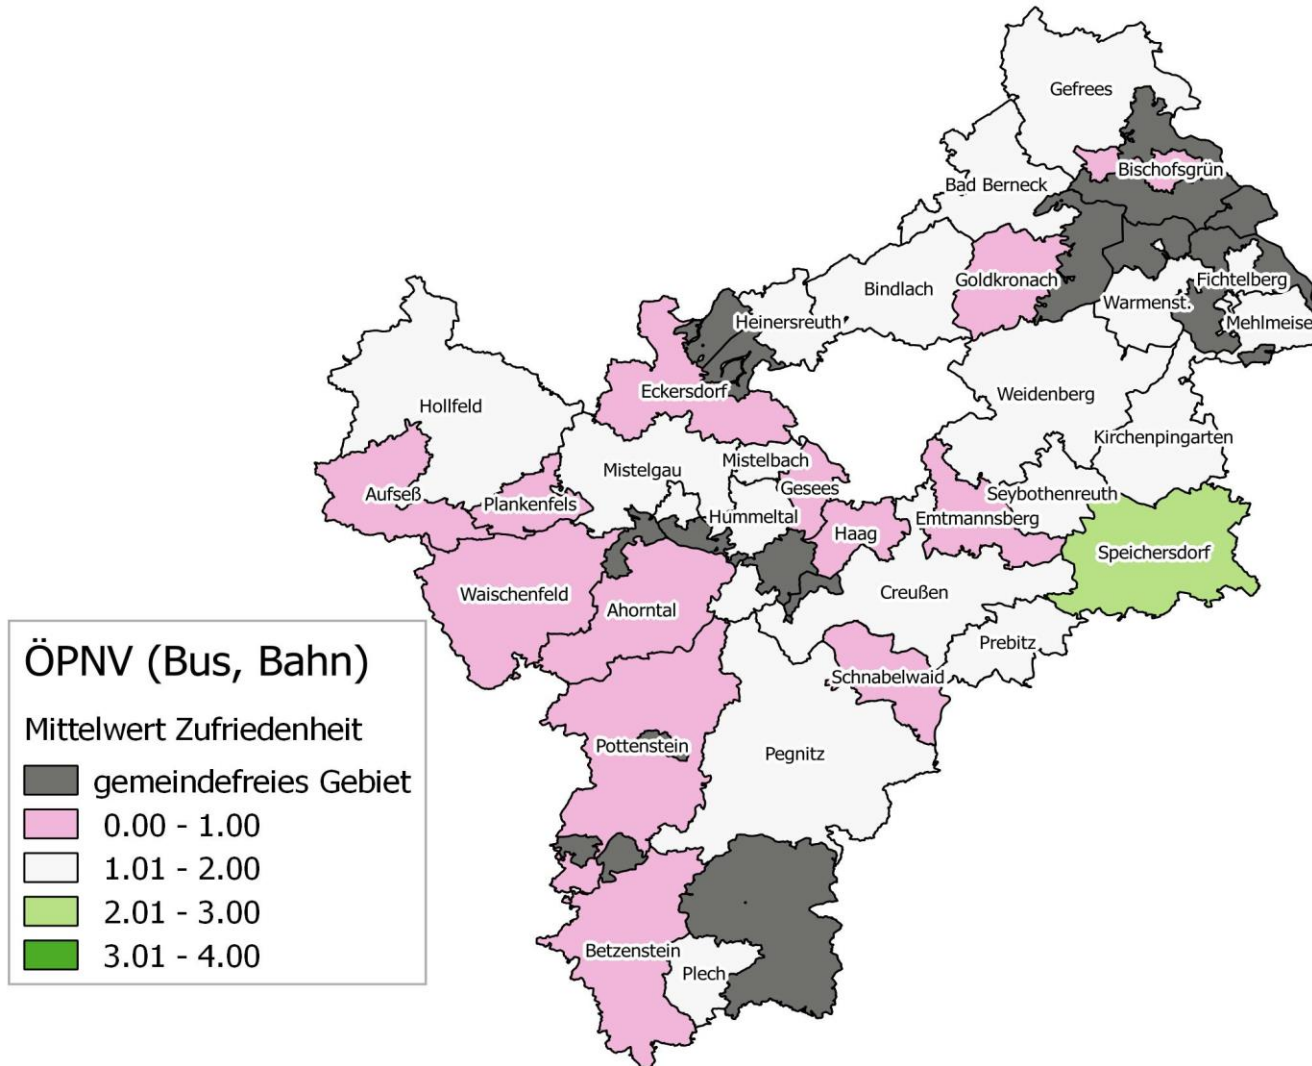 Gefrees
Bischofsgrün
Bad Berneck
Goldkronach
Fichtelberg
Bindlach
Warmenst.
Heinersreuth
Mehlmeisel
Eckersdorf
Weidenberg
Hollfeld
Kirchenpingarten
Mistelbach
Mistelgau
Gesees
Seybothenreuth
Aufseß
Plankenfels
Hummeltal
Emtmannsberg
Haag
Speichersdorf
Waischenfeld
Creußen
Ahorntal
Prebitz
Schnabelwaid
Pottenstein
Pegnitz
Betzenstein
Plech
ÖPNV (Bus, Bahn)
Mittelwert Zufriedenheit
gemeindefreies Gebiet
0.00 - 1.00
1.01 - 2.00
2.01 - 3.00
3.01 - 4.00